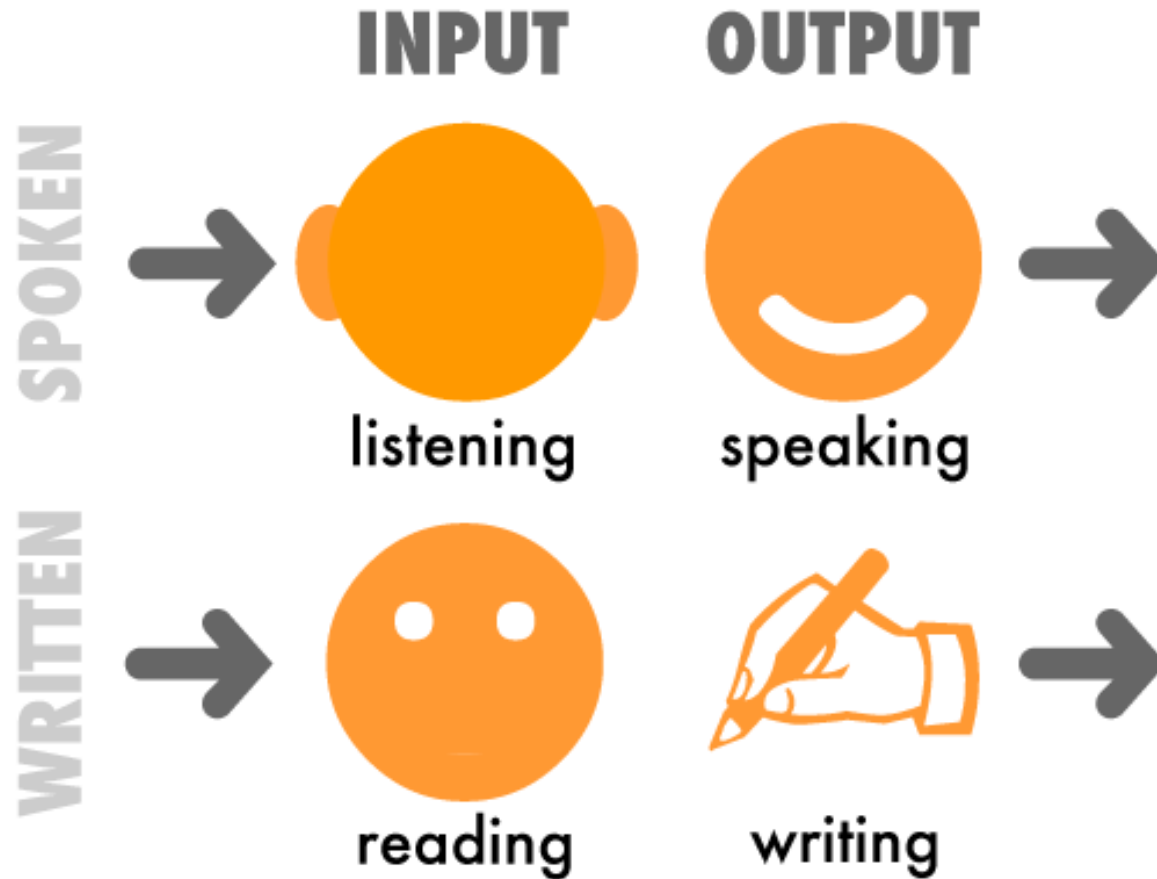 INPUT OUTPUT
SPOKEN
listening speaking
WRITTEN
reading writing